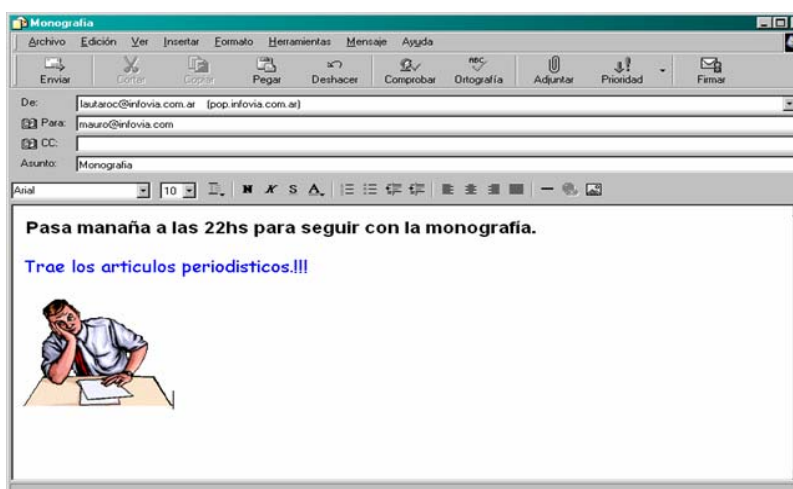 Monografia
Archivo Edición Ver Insertar Formato Herramientas Mensaje Ayuda
Enviar Cortar Copiar Pegar Deshacer Comprobar Ortografía Adjuntar Prioridad Firmar
De: lautaroc@infovia.com.ar (pop.infovia.com.ar)
Para: mauro@infovia.com
CC:
Asunto: Monografia
Arial 10 N K S A
Pasa manaña a las 22hs para seguir con la monografía.
Trae los articulos periodisticos.!!!